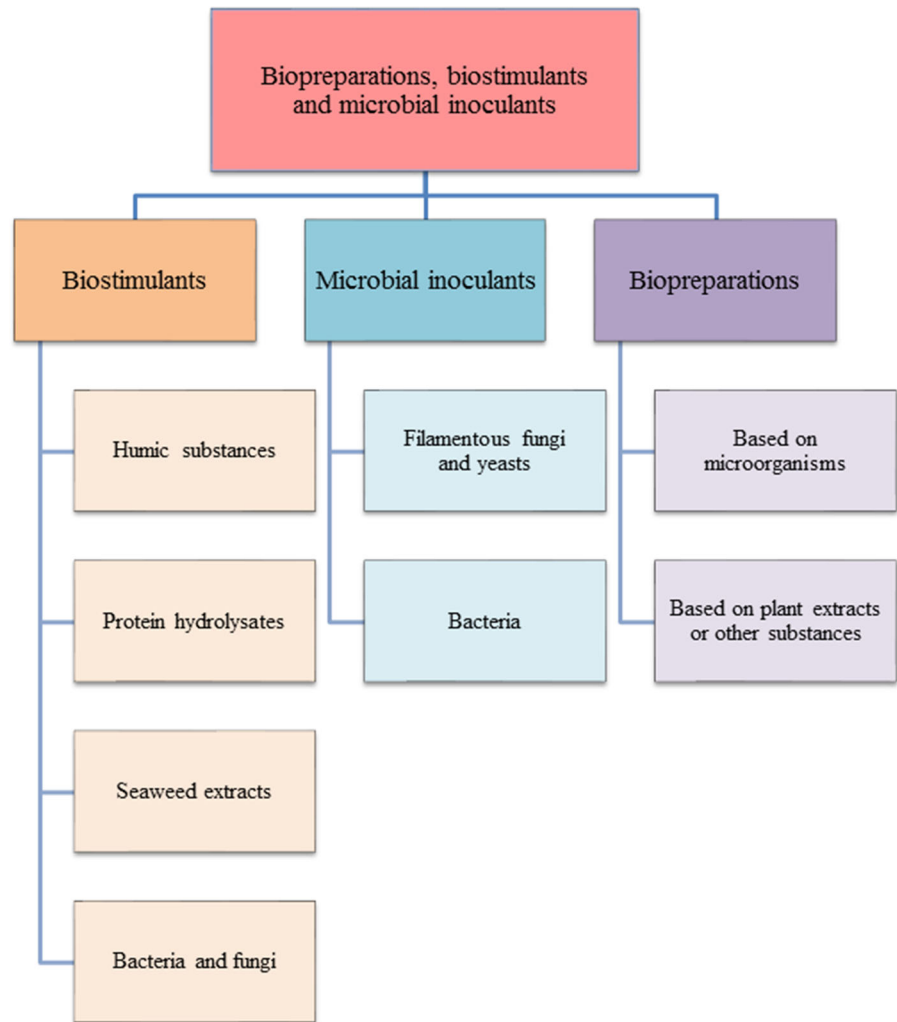 Biopreparations, biostimulants
and microbial inoculants
Biostimulants
Microbial inoculants
Biopreparations
Humic substances
Filamentous fungi
and yeasts
Based on
microorganisms
Protein hydrolysates
Bacteria
Based on plant extracts
or other substances
Seaweed extracts
Bacteria and fungi